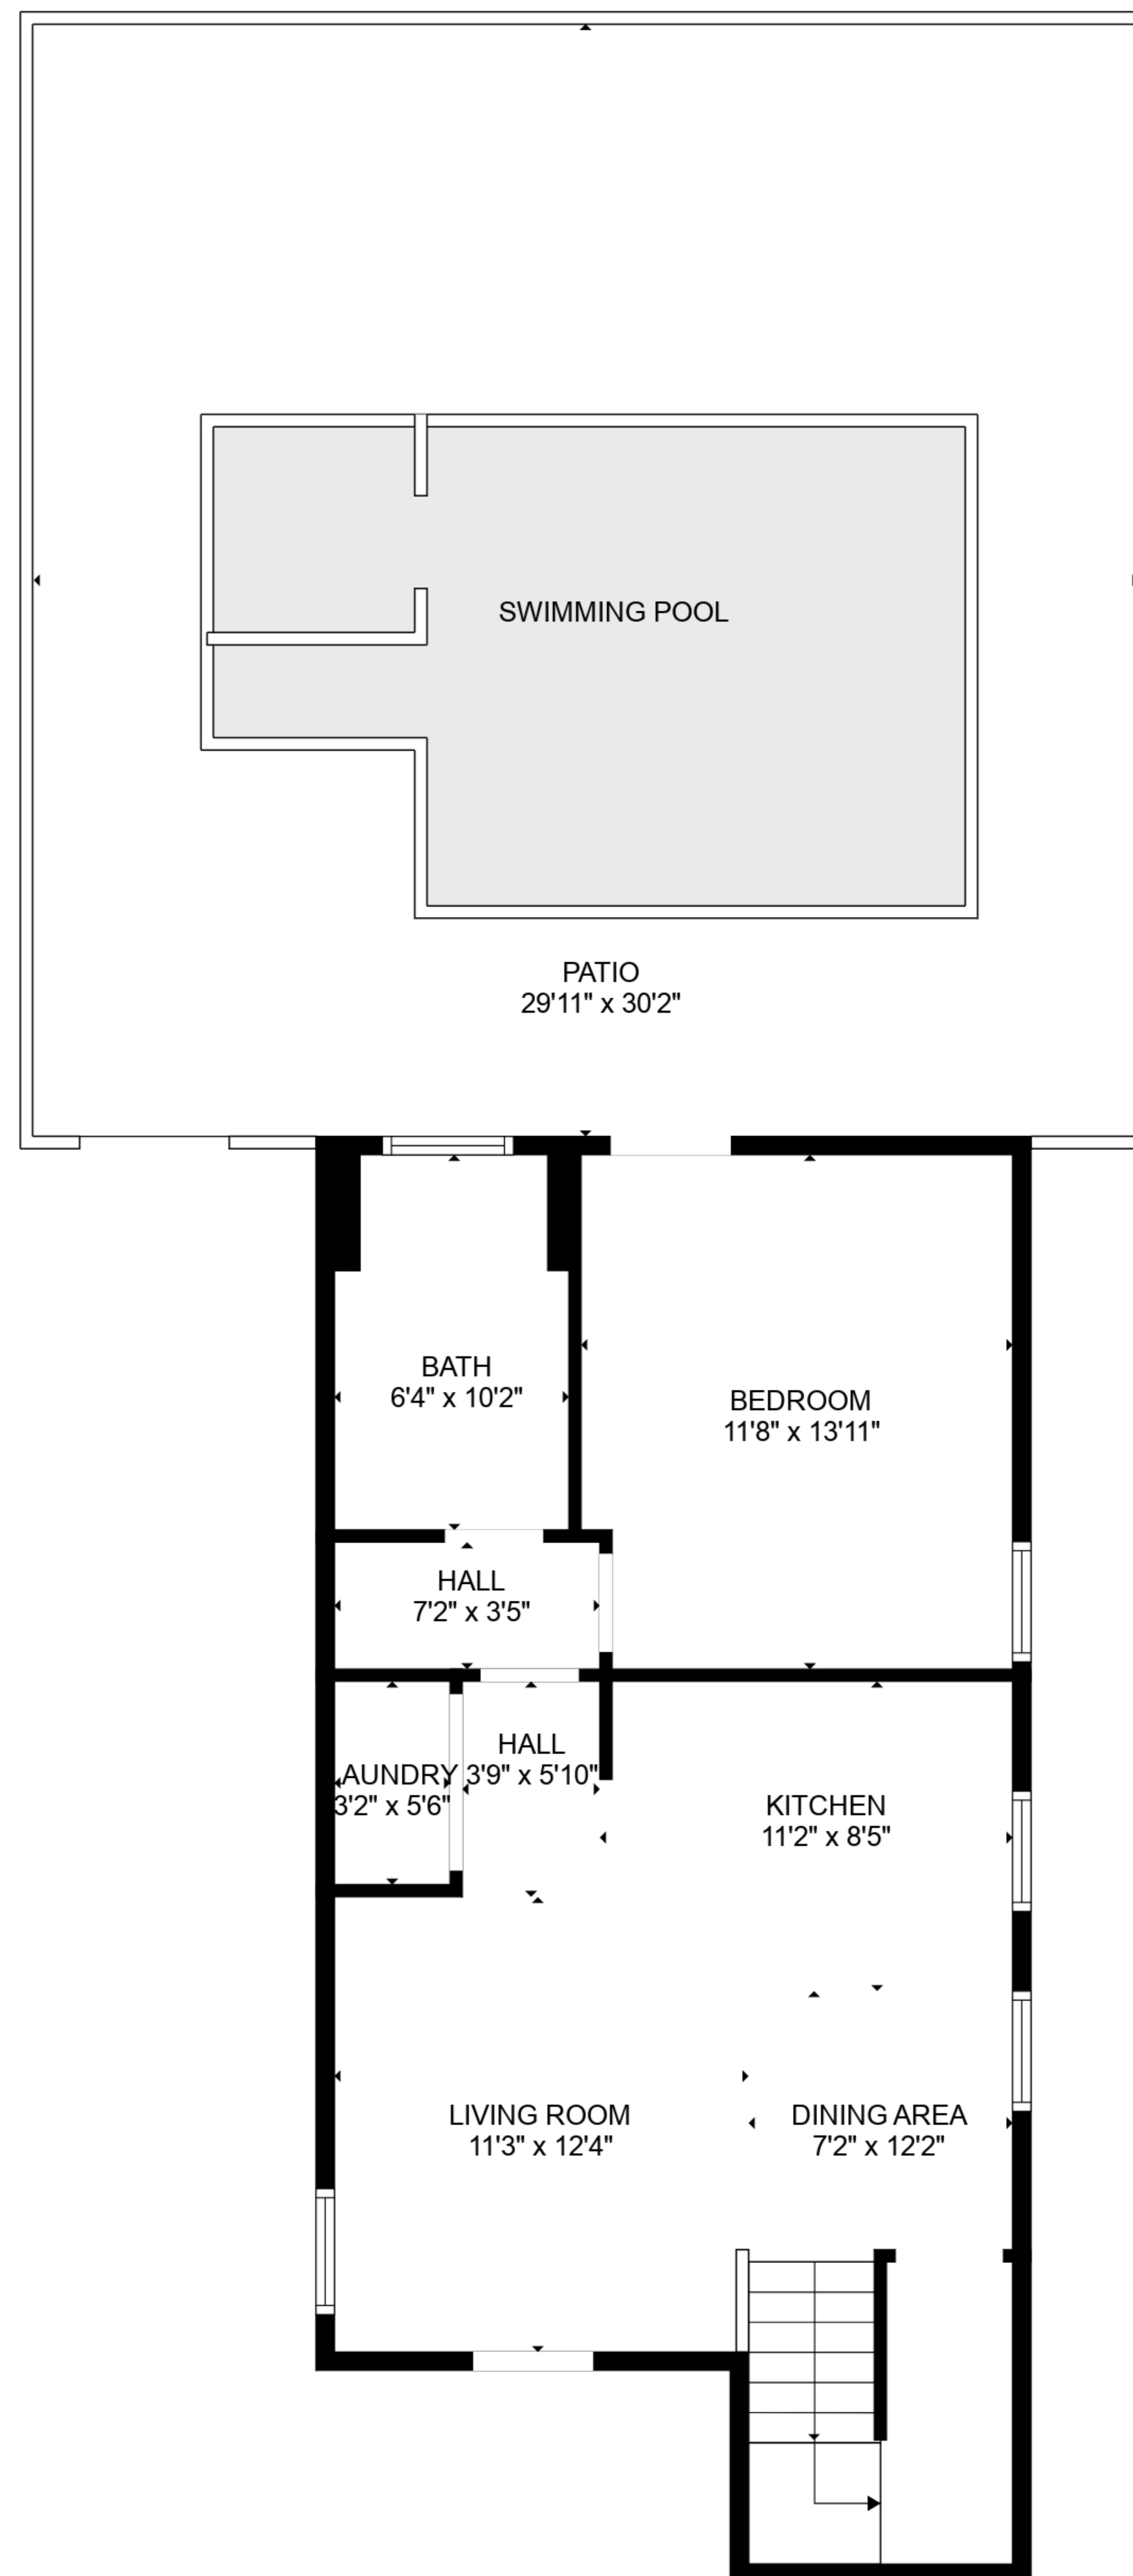 SWIMMING POOL
PATIO
29'11" x 30'2"
BATH
6'4" x 10'2"
BEDROOM
11'8" x 13'11"
HALL
7'2" x 3'5"
HALL
3'9" x 5'10"
AUNDRY
3'2" x 5'6"
KITCHEN
11'2" x 8'5"
LIVING ROOM
11'3" x 12'4"
DINING AREA
7'2" x 12'2"